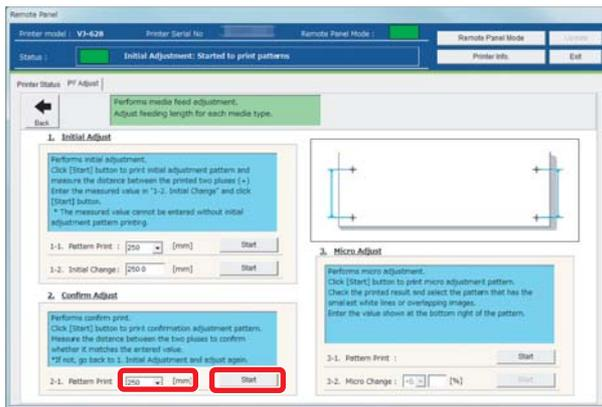 Remote Panel
Printer model : VJ-628 Printer Serial No Remote Panel Mode : Remote Panel Mode
Status : Initial Adjustment: Started to print patterns Printer Info. Exit
Printer Status PF Adjust
Back
Performs media feed adjustment.
Adjust feeding length for each media type.
1. Initial Adjust
Performs initial adjustment.
Click [Start] button to print initial adjustment pattern and
measure the distance between the printed two pluses (+)
Enter the measured value in "1-2. Initial Change" and click
[Start] button.
* The measured value cannot be entered without initial
adjustment pattern printing.
1-1. Pattern Print : 250 [mm] Start
1-2. Initial Change : 250.0 [mm] Start
2. Confirm Adjust
Performs confirm print.
Click [Start] button to print confirmation adjustment pattern.
Measure the distance between the two pluses to confirm
whether it matches the entered value.
*If not, go back to 1. Initial Adjustment and adjust again.
2-1. Pattern Print 250 [mm] Start
3. Micro Adjust
Performs micro adjustment.
Click [Start] button to print micro adjustment pattern.
Check the printed result and select the pattern that has the
smallest white lines or overlapping images.
Enter the value shown at the bottom right of the pattern.
3-1. Pattern Print : Start
3-2. Micro Change : +0. [%] Start